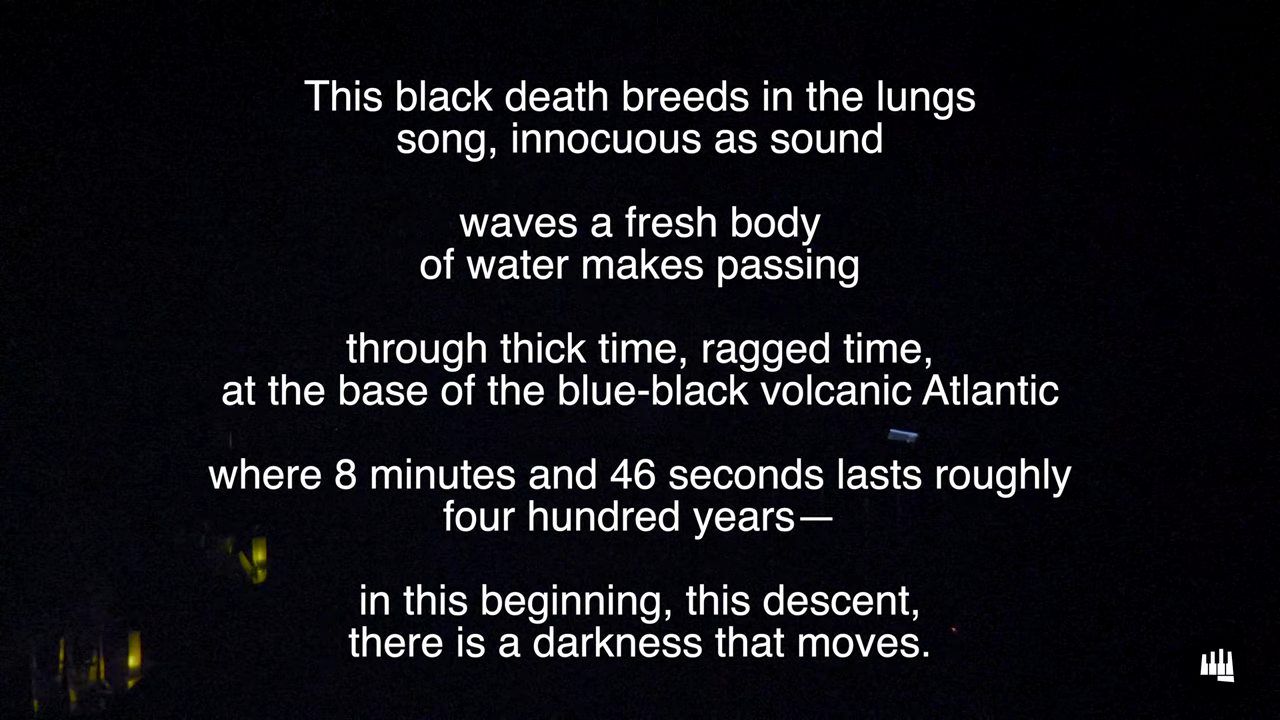 This black death breeds in the lungs
song, innocuous as sound
waves a fresh body
of water makes passing
through thick time, ragged time,
at the base of the blue-black volcanic Atlantic
where 8 minutes and 46 seconds lasts roughly
four hundred years—
in this beginning, this descent,
there is a darkness that moves.